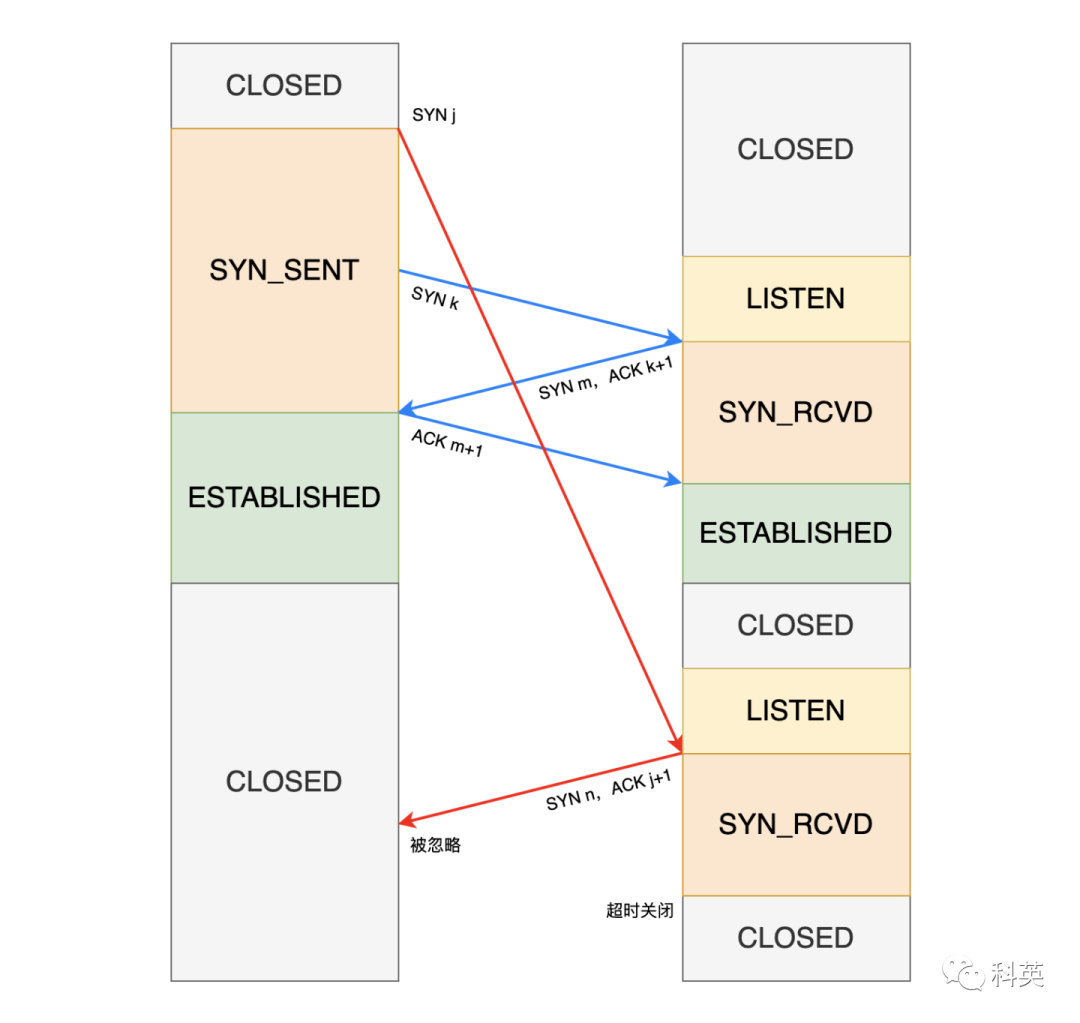 CLOSED
SYN j
CLOSED
SYN_SENT
SYN k
LISTEN
SYN m，ACK k+1
SYN_RCVD
ACK m+1
ESTABLISHED
ESTABLISHED
CLOSED
LISTEN
CLOSED
SYN n，ACK j+1
SYN_RCVD
被忽略
超时关闭
CLOSED
科英